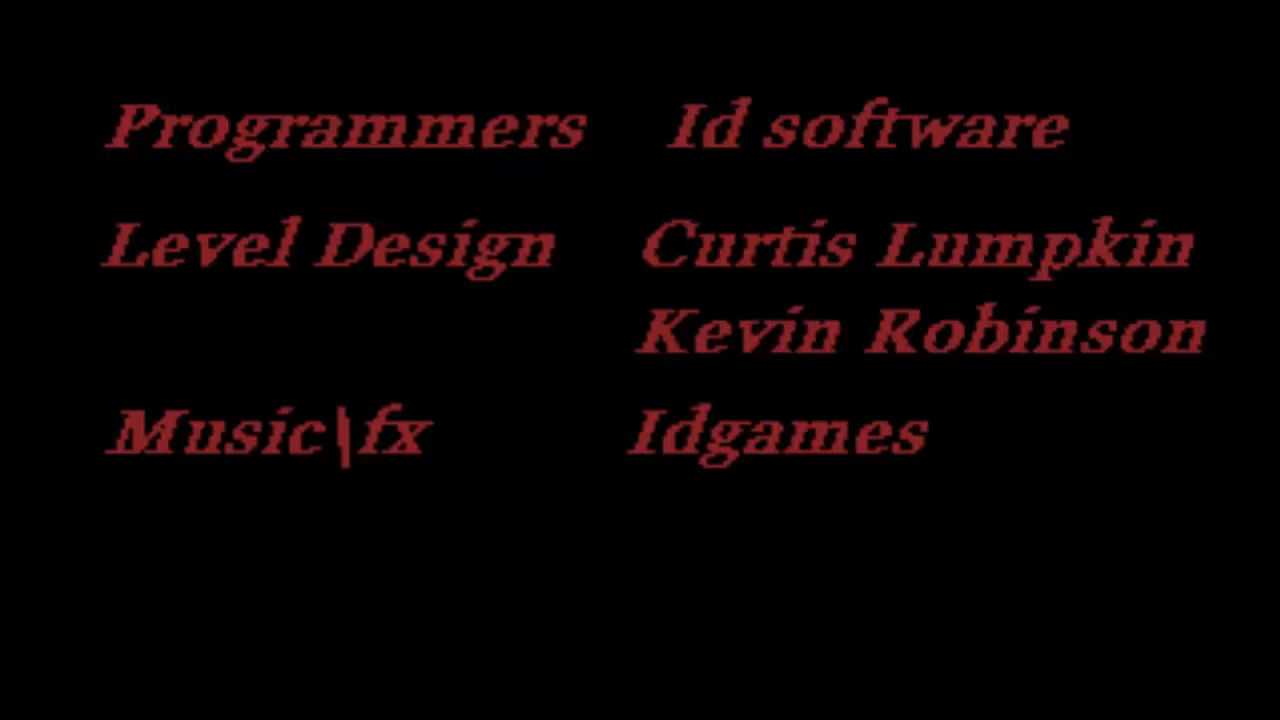 Programmers Id software
Level Design Curtis Lumpkin
Kevin Robinson
Music\fx Idgames